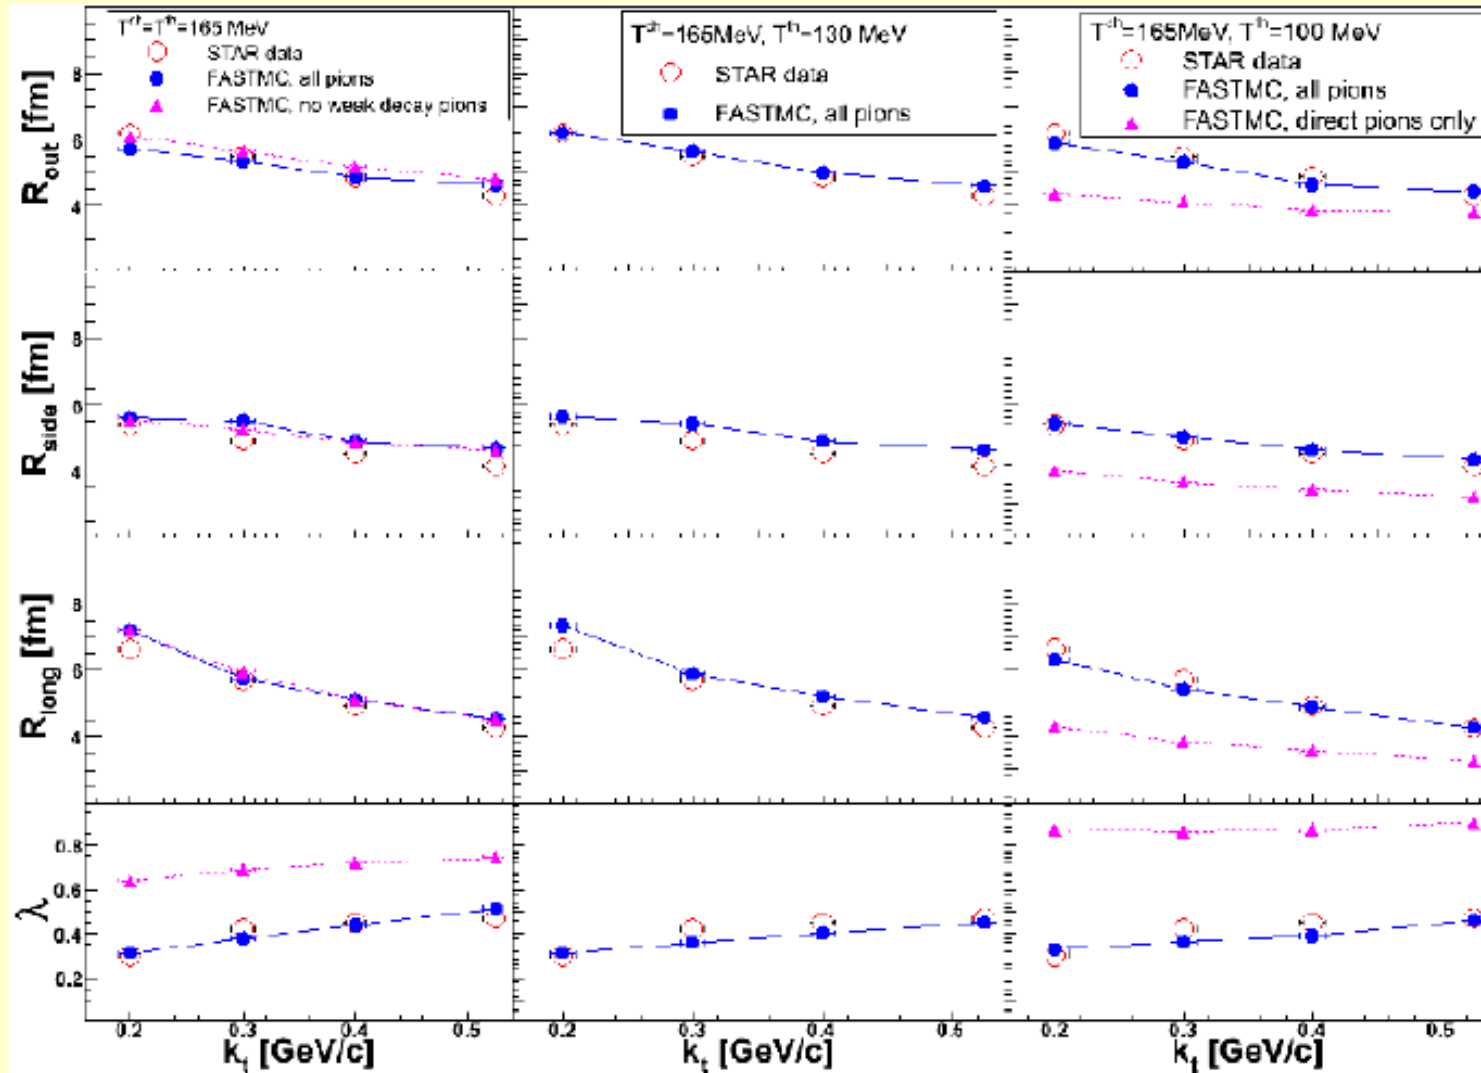 T^ch=T^th=165 MeV
STAR data
FASTMC, all pions
FASTMC, no weak decay pions
T^ch=165MeV, T^th=130 MeV
STAR data
FASTMC, all pions
T^ch=165MeV, T^th=100 MeV
STAR data
FASTMC, all pions
FASTMC, direct pions only
R_out [fm]
8
6
4
R_side [fm]
8
6
4
R_long [fm]
8
6
4
λ
0.8
0.6
0.4
0.2
0.2 0.3 0.4 0.5
0.2 0.3 0.4 0.5
0.2 0.3 0.4 0.5
k_t [GeV/c]
k_t [GeV/c]
k_t [GeV/c]